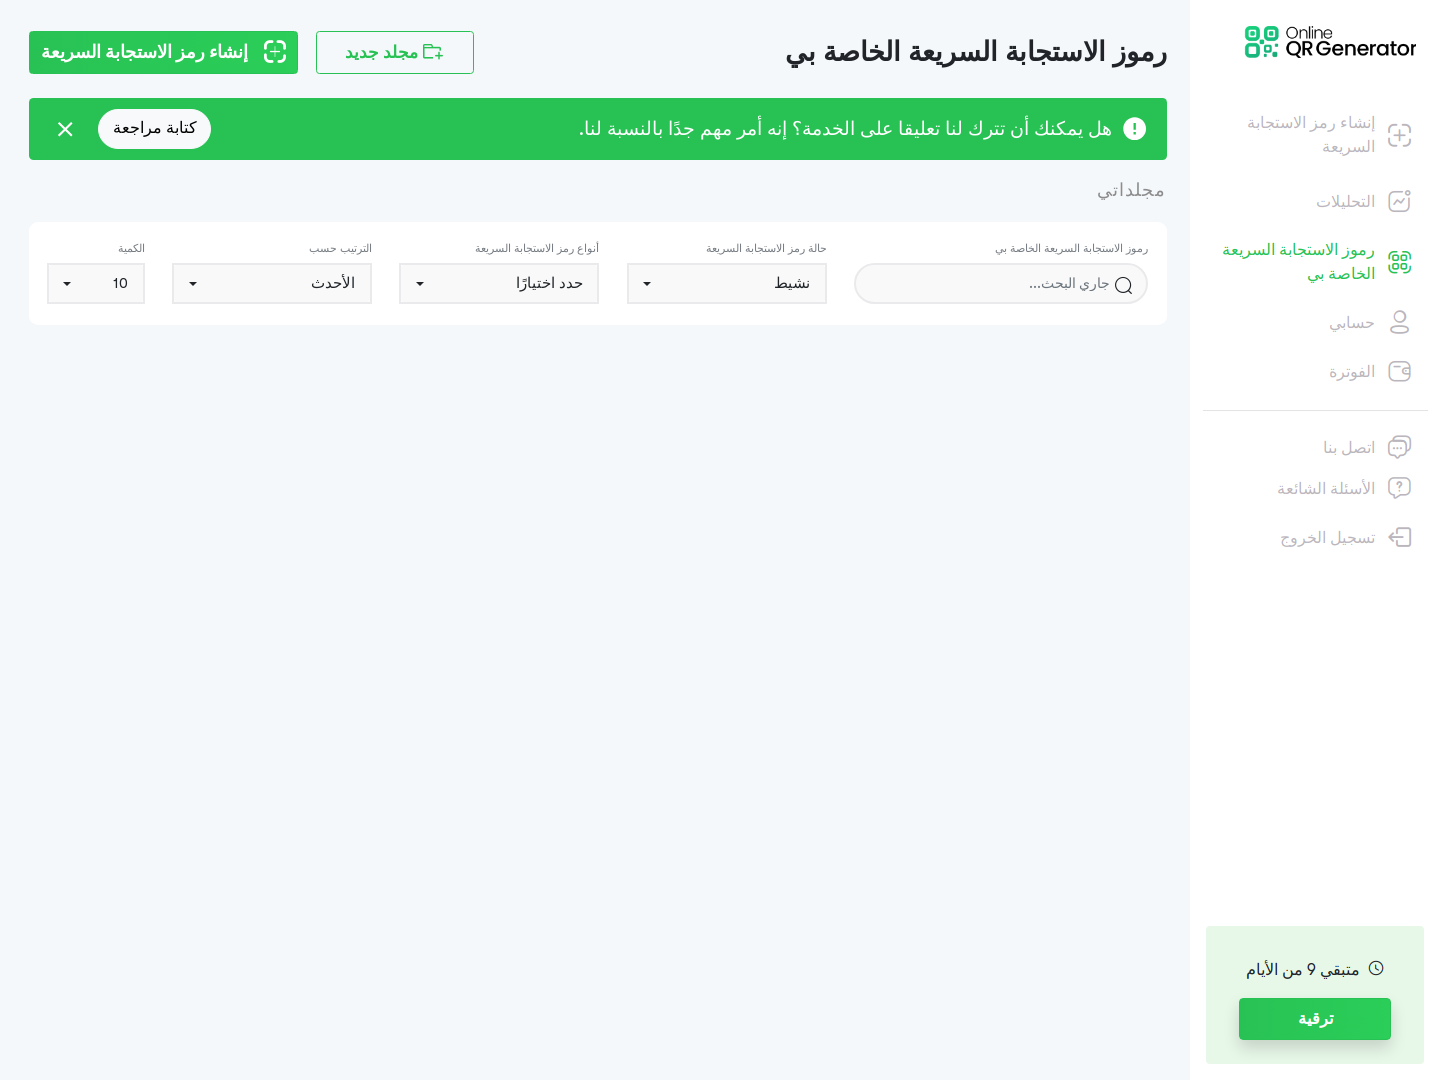 Online
QR Generator
إنشاء رمز الاستجابة
السريعة
التحليلات
رموز الاستجابة السريعة
الخاصة بي
حسابي
الفوترة
اتصل بنا
الأسئلة الشائعة
تسجيل الخروج
متبقي 9 من الأيام
ترقية
رموز الاستجابة السريعة الخاصة بي
مجلد جديد
إنشاء رمز الاستجابة السريعة
هل يمكنك أن تترك لنا تعليقا على الخدمة؟ إنه أمر مهم جدًا بالنسبة لنا.
كتابة مراجعة
مجلداتي
رموز الاستجابة السريعة الخاصة بي
جاري البحث...
حالة رمز الاستجابة السريعة
نشيط
أنواع رمز الاستجابة السريعة
حدد اختيارًا
الترتيب حسب
الأحدث
الكمية
10